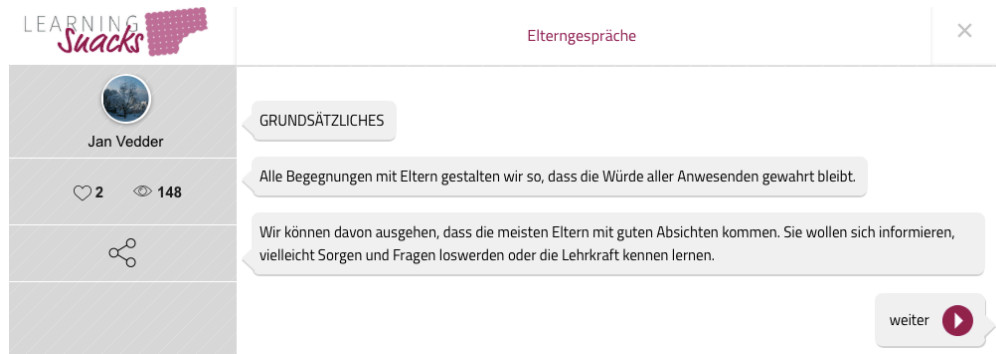 LEARNING
Snacks
Elterngespräche
Jan Vedder
2 148
GRUNDSÄTZLICHES
Alle Begegnungen mit Eltern gestalten wir so, dass die Würde aller Anwesenden gewahrt bleibt.
Wir können davon ausgehen, dass die meisten Eltern mit guten Absichten kommen. Sie wollen sich informieren,
vielleicht Sorgen und Fragen loswerden oder die Lehrkraft kennen lernen.
weiter